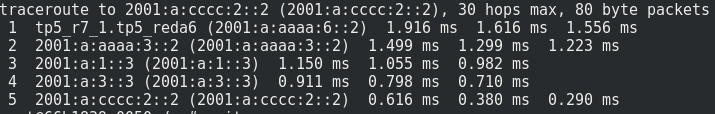 traceroute to 2001:a:cccc:2::2 (2001:a:cccc:2::2), 30 hops max, 80 byte packets
1 tp5_r7_1.tp5_reda6 (2001:a:aaaa:6::2) 1.916 ms 1.616 ms 1.556 ms
2 2001:a:aaaa:3::2 (2001:a:aaaa:3::2) 1.499 ms 1.299 ms 1.223 ms
3 2001:a:1::3 (2001:a:1::3) 1.150 ms 1.055 ms 0.982 ms
4 2001:a:3::3 (2001:a:3::3) 0.911 ms 0.798 ms 0.710 ms
5 2001:a:cccc:2::2 (2001:a:cccc:2::2) 0.616 ms 0.380 ms 0.290 ms